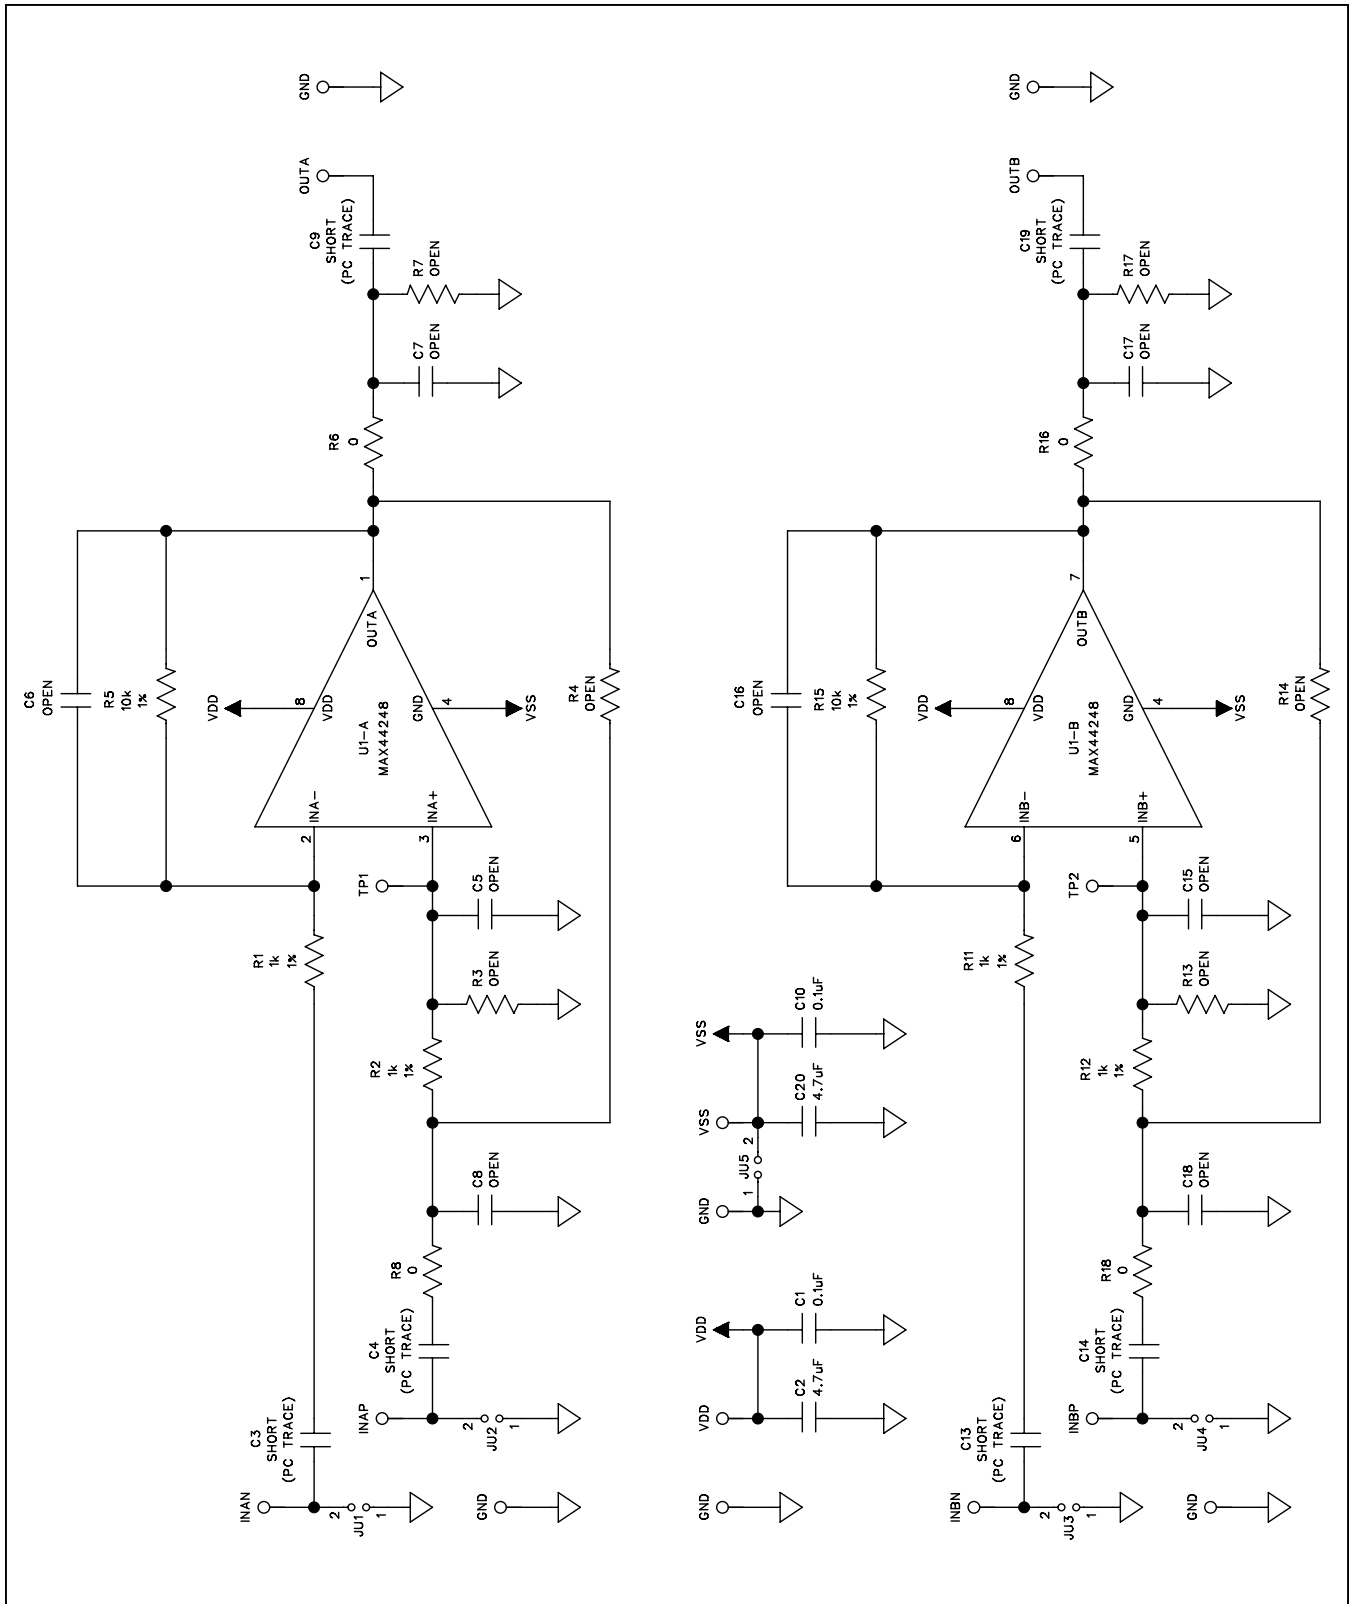 GND
OUTA
C9
SHORT
(PC TRACE)
R7
OPEN
C7
OPEN
R6
0
C6
OPEN
R5
10k
1%
VDD
8
VDD
1
OUTA
U1-A
MAX44248
GND
4
VSS
R4
OPEN
INA-
2
INA+
3
TP1
C5
OPEN
R1
1k
1%
R3
OPEN
R2
1k
1%
C8
OPEN
R8
0
C4
SHORT
(PC TRACE)
C3
SHORT
(PC TRACE)
INAP
2
JU2
1
INAN
2
JU1
1
GND
VSS
C10
0.1uF
VSS
C20
4.7uF
2
JU5
1
GND
VDD
C1
0.1uF
VDD
C2
4.7uF
GND
GND
OUTB
C19
SHORT
(PC TRACE)
R17
OPEN
C17
OPEN
R16
0
C16
OPEN
R15
10k
1%
VDD
8
VDD
7
OUTB
U1-B
MAX44248
GND
4
VSS
R14
OPEN
INB-
6
INB+
5
TP2
C15
OPEN
R11
1k
1%
R13
OPEN
R12
1k
1%
C18
OPEN
R18
0
C14
SHORT
(PC TRACE)
C13
SHORT
(PC TRACE)
INBP
2
JU4
1
INBN
2
JU3
1
GND